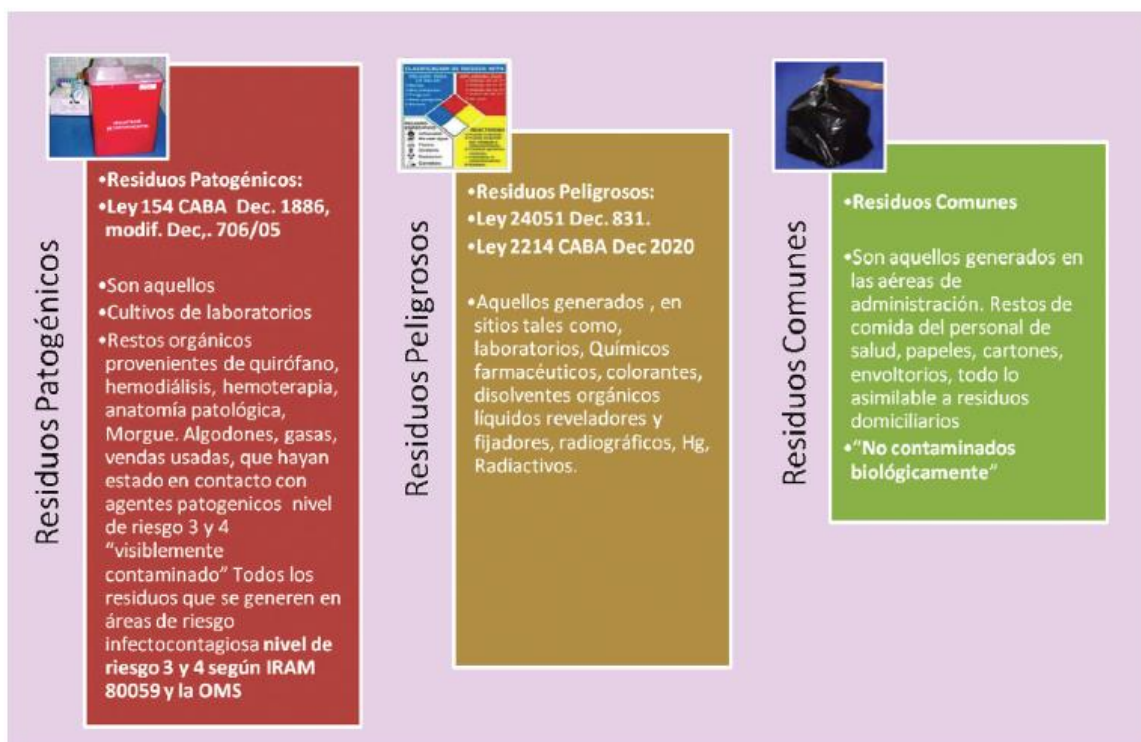 Residuos Patogénicos
•Residuos Patogénicos:
•Ley 154 CABA  Dec. 1886,
modif. Dec,. 706/05
•Son aquellos
•Cultivos de laboratorios
•Restos orgánicos
provenientes de quirófano,
hemodiálisis, hemoterapia,
anatomía patológica,
Morgue. Algodones, gasas,
vendas usadas, que hayan
estado en contacto con
agentes patogenicos  nivel
de riesgo 3 y 4
“visiblemente
contaminado” Todos los
residuos que se generen en
áreas de riesgo
infectocontagiosa nivel de
riesgo 3 y 4 según IRAM
80059 y la OMS
Residuos Peligrosos
CLASIFICACION DE RIESGOS NFPA
•Residuos Peligrosos:
•Ley 24051 Dec. 831.
•Ley 2214 CABA Dec 2020
•Aquellos generados , en
sitios tales como,
laboratorios, Químicos
farmacéuticos, colorantes,
disolventes orgánicos
líquidos reveladores y
fijadores, radiográficos, Hg,
Radiactivos.
Residuos Comunes
•Residuos Comunes
•Son aquellos generados en
las aéreas de
administración. Restos de
comida del personal de
salud, papeles, cartones,
envoltorios, todo lo
asimilable a residuos
domiciliarios
•“No contaminados
biológicamente“